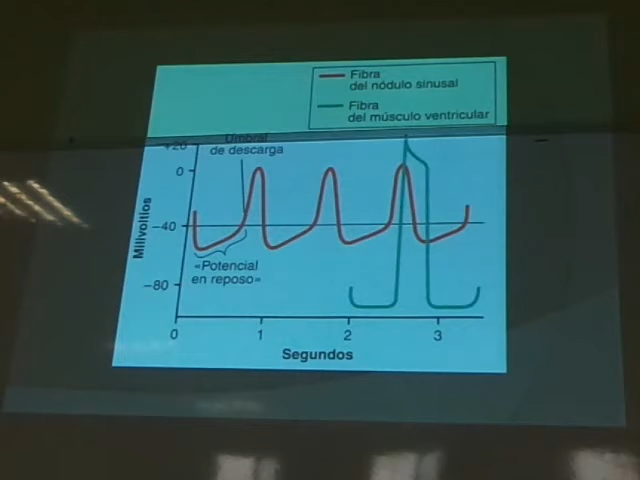 Fibra
del nódulo sinusal
Fibra
del músculo ventricular
+20
Umbral
de descarga
0
Milivoltios
−40
«Potencial
en reposo»
−80
0
1
2
3
Segundos